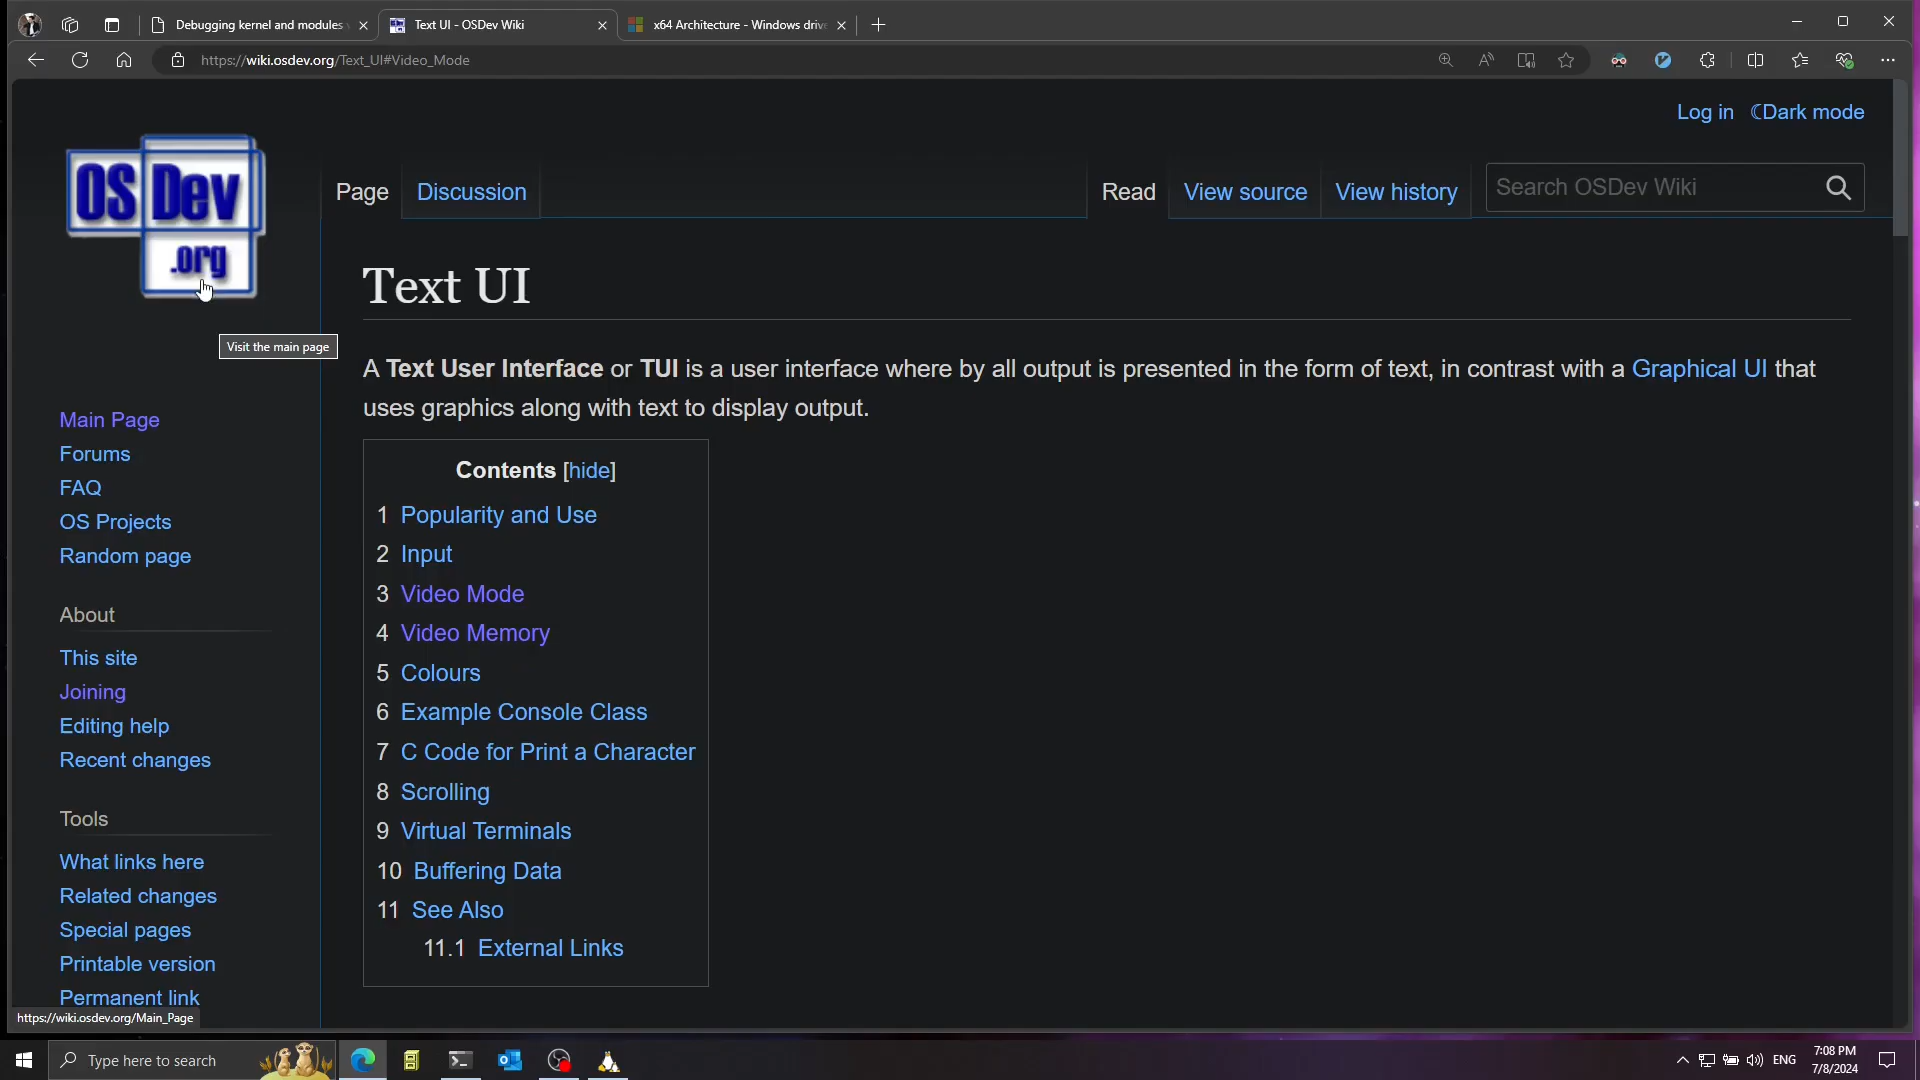 Debugging kernel and modules
Text UI - OSDev Wiki
x64 Architecture - Windows driv
https://wiki.osdev.org/Text_UI#Video_Mode
Log in
Dark mode
OS Dev
.org
Page
Discussion
Read
View source
View history
Search OSDev Wiki
Text UI
Visit the main page
A Text User Interface or TUI is a user interface where by all output is presented in the form of text, in contrast with a Graphical UI that
uses graphics along with text to display output.
Main Page
Forums
FAQ
OS Projects
Random page
About
This site
Joining
Editing help
Recent changes
Tools
What links here
Related changes
Special pages
Printable version
Permanent link
Contents [hide]
1 Popularity and Use
2 Input
3 Video Mode
4 Video Memory
5 Colours
6 Example Console Class
7 C Code for Print a Character
8 Scrolling
9 Virtual Terminals
10 Buffering Data
11 See Also
11.1 External Links
https://wiki.osdev.org/Main_Page
Type here to search
ENG
7:08 PM
7/8/2024